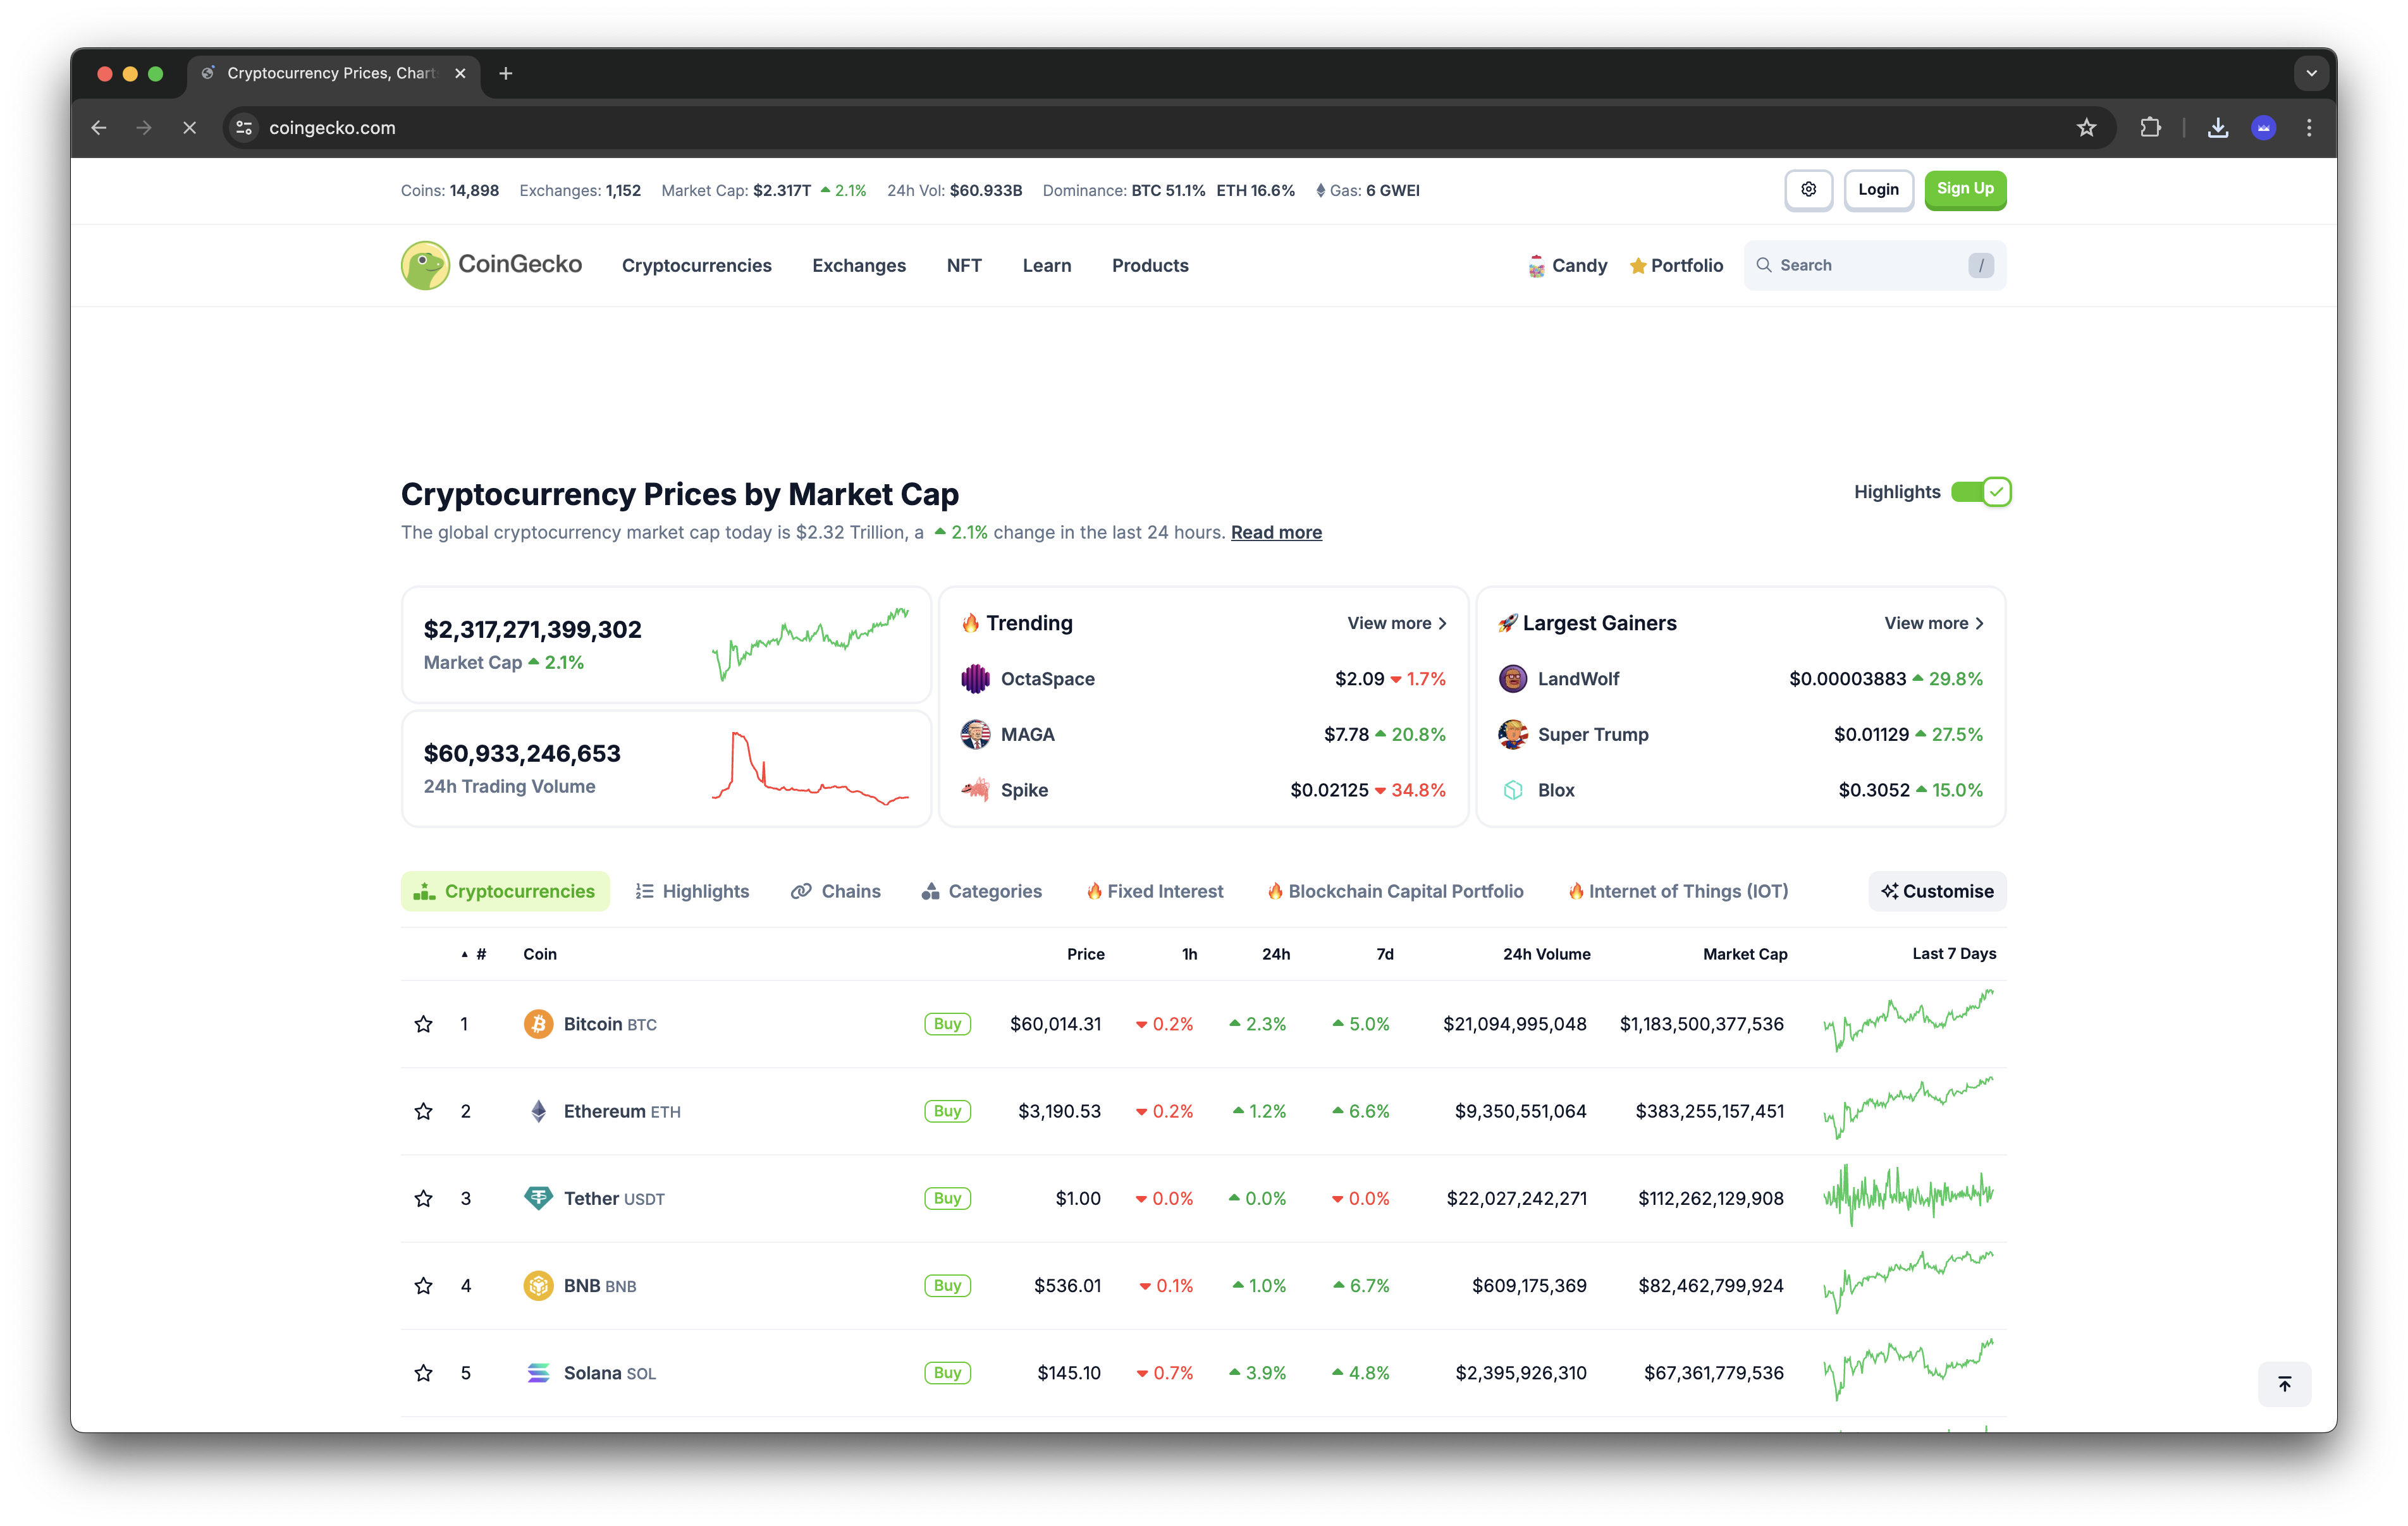 Cryptocurrency Prices, Chart
coingecko.com
Coins: 14,898 Exchanges: 1,152 Market Cap: $2.317T 2.1% 24h Vol: $60.933B Dominance: BTC 51.1% ETH 16.6% Gas: 6 GWEI
Login
Sign Up
CoinGecko Cryptocurrencies Exchanges NFT Learn Products Candy Portfolio Search /
Cryptocurrency Prices by Market Cap
Highlights
The global cryptocurrency market cap today is $2.32 Trillion, a 2.1% change in the last 24 hours. Read more
$2,317,271,399,302
Market Cap 2.1%
$60,933,246,653
24h Trading Volume
Trending View more
OctaSpace $2.09 1.7%
MAGA $7.78 20.8%
Spike $0.02125 34.8%
Largest Gainers View more
LandWolf $0.00003883 29.8%
Super Trump $0.01129 27.5%
Blox $0.3052 15.0%
Cryptocurrencies Highlights Chains Categories Fixed Interest Blockchain Capital Portfolio Internet of Things (IOT) Customise
# Coin Price 1h 24h 7d 24h Volume Market Cap Last 7 Days
1 Bitcoin BTC Buy $60,014.31 0.2% 2.3% 5.0% $21,094,995,048 $1,183,500,377,536
2 Ethereum ETH Buy $3,190.53 0.2% 1.2% 6.6% $9,350,551,064 $383,255,157,451
3 Tether USDT Buy $1.00 0.0% 0.0% 0.0% $22,027,242,271 $112,262,129,908
4 BNB BNB Buy $536.01 0.1% 1.0% 6.7% $609,175,369 $82,462,799,924
5 Solana SOL Buy $145.10 0.7% 3.9% 4.8% $2,395,926,310 $67,361,779,536